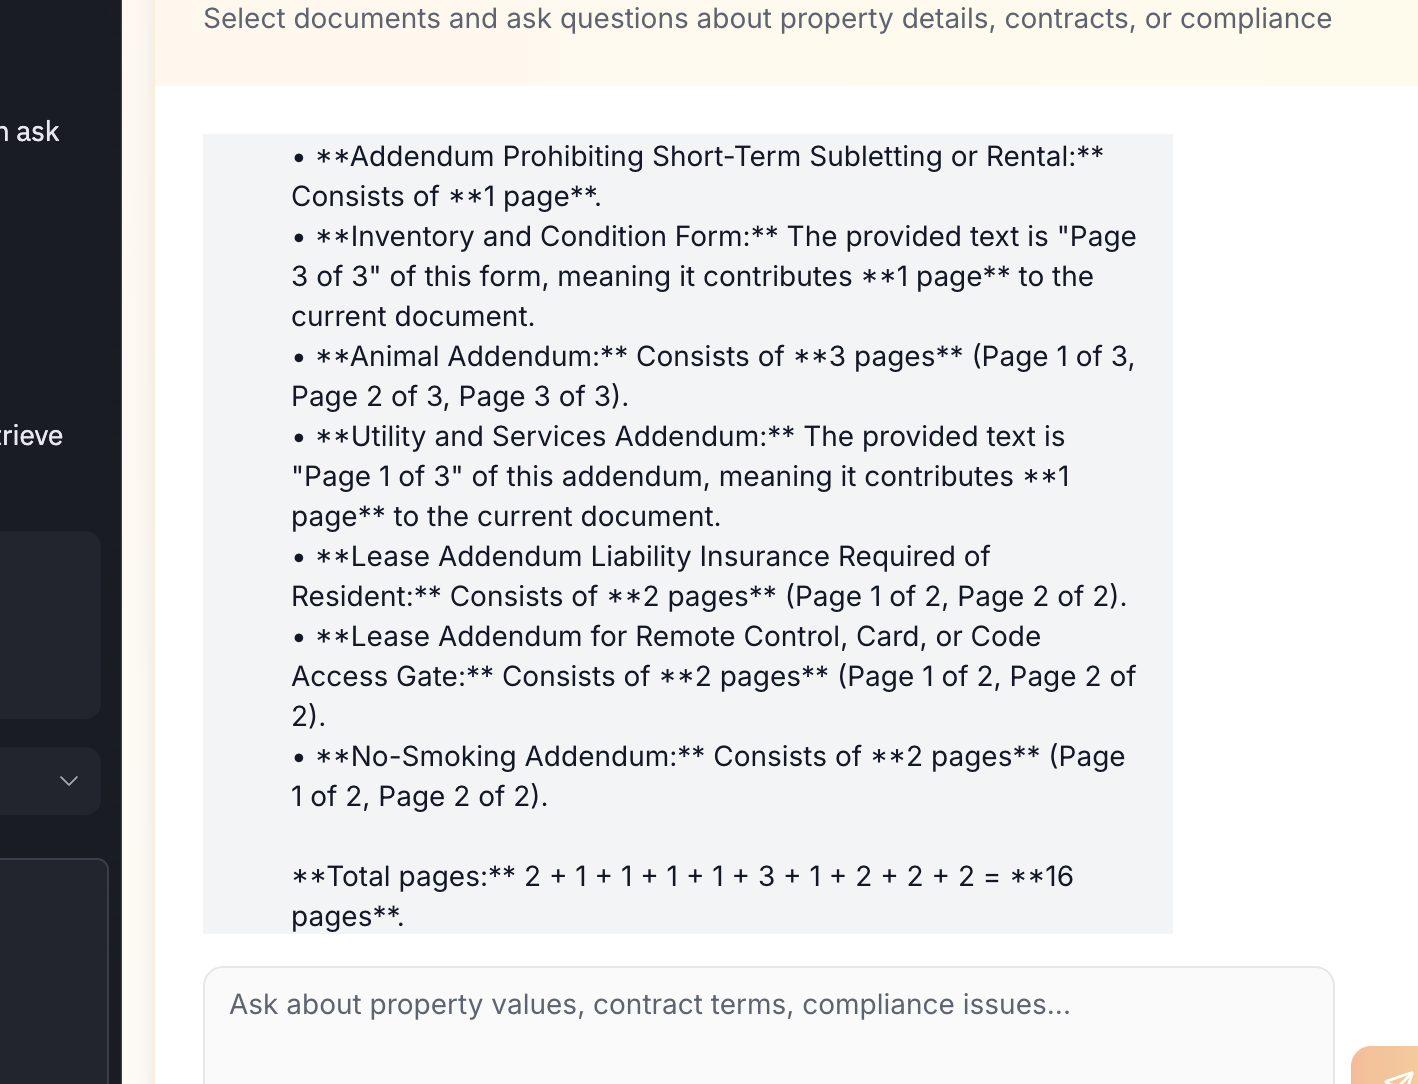 Select documents and ask questions about property details, contracts, or compliance
ask
• **Addendum Prohibiting Short-Term Subletting or Rental:**
Consists of **1 page**.
• **Inventory and Condition Form:** The provided text is "Page
3 of 3" of this form, meaning it contributes **1 page** to the
current document.
• **Animal Addendum:** Consists of **3 pages** (Page 1 of 3,
Page 2 of 3, Page 3 of 3).
• **Utility and Services Addendum:** The provided text is
"Page 1 of 3" of this addendum, meaning it contributes **1
page** to the current document.
• **Lease Addendum Liability Insurance Required of
Resident:** Consists of **2 pages** (Page 1 of 2, Page 2 of 2).
• **Lease Addendum for Remote Control, Card, or Code
Access Gate:** Consists of **2 pages** (Page 1 of 2, Page 2 of
2).
• **No-Smoking Addendum:** Consists of **2 pages** (Page
1 of 2, Page 2 of 2).
**Total pages:** 2 + 1 + 1 + 1 + 1 + 3 + 1 + 2 + 2 + 2 = **16
pages**.
Ask about property values, contract terms, compliance issues...